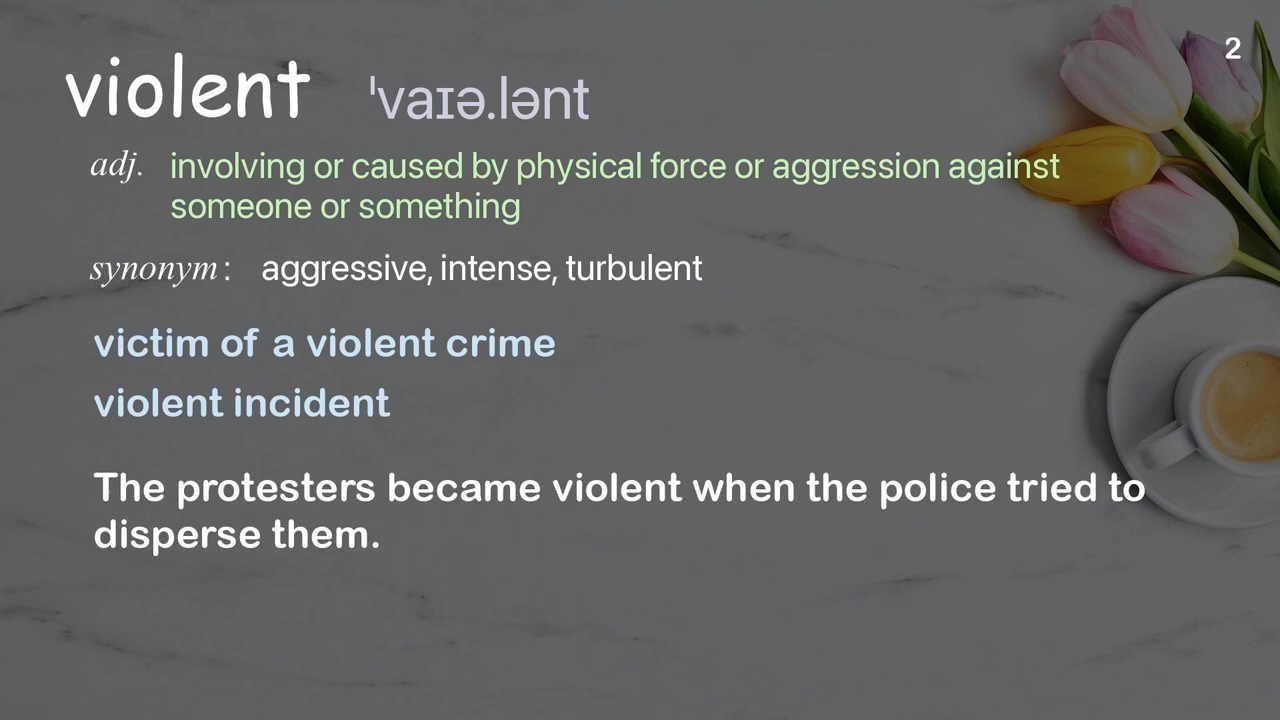 2
violent ˈvaɪə.lənt
adj. involving or caused by physical force or aggression against
someone or something
synonym: aggressive, intense, turbulent
victim of a violent crime
violent incident
The protesters became violent when the police tried to
disperse them.